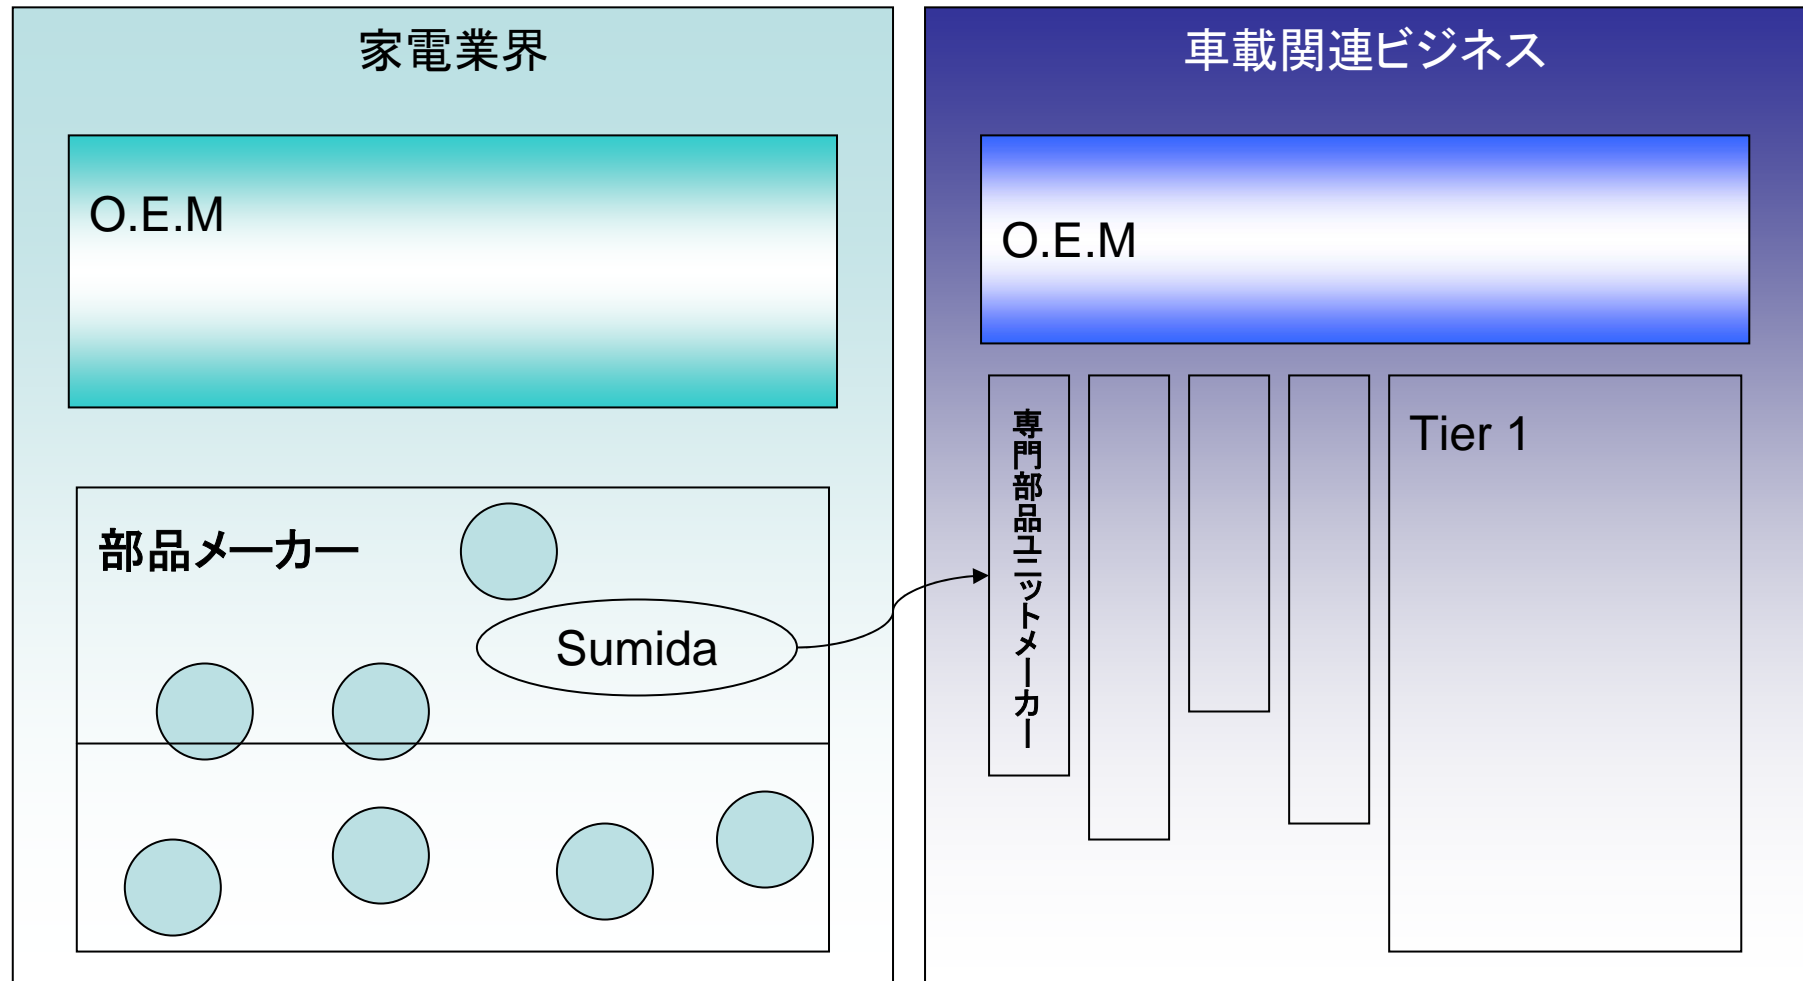 家電業界
O.E.M
部品メーカー
Sumida
車載関連ビジネス
O.E.M
専門部品ユニットメーカー
Tier 1